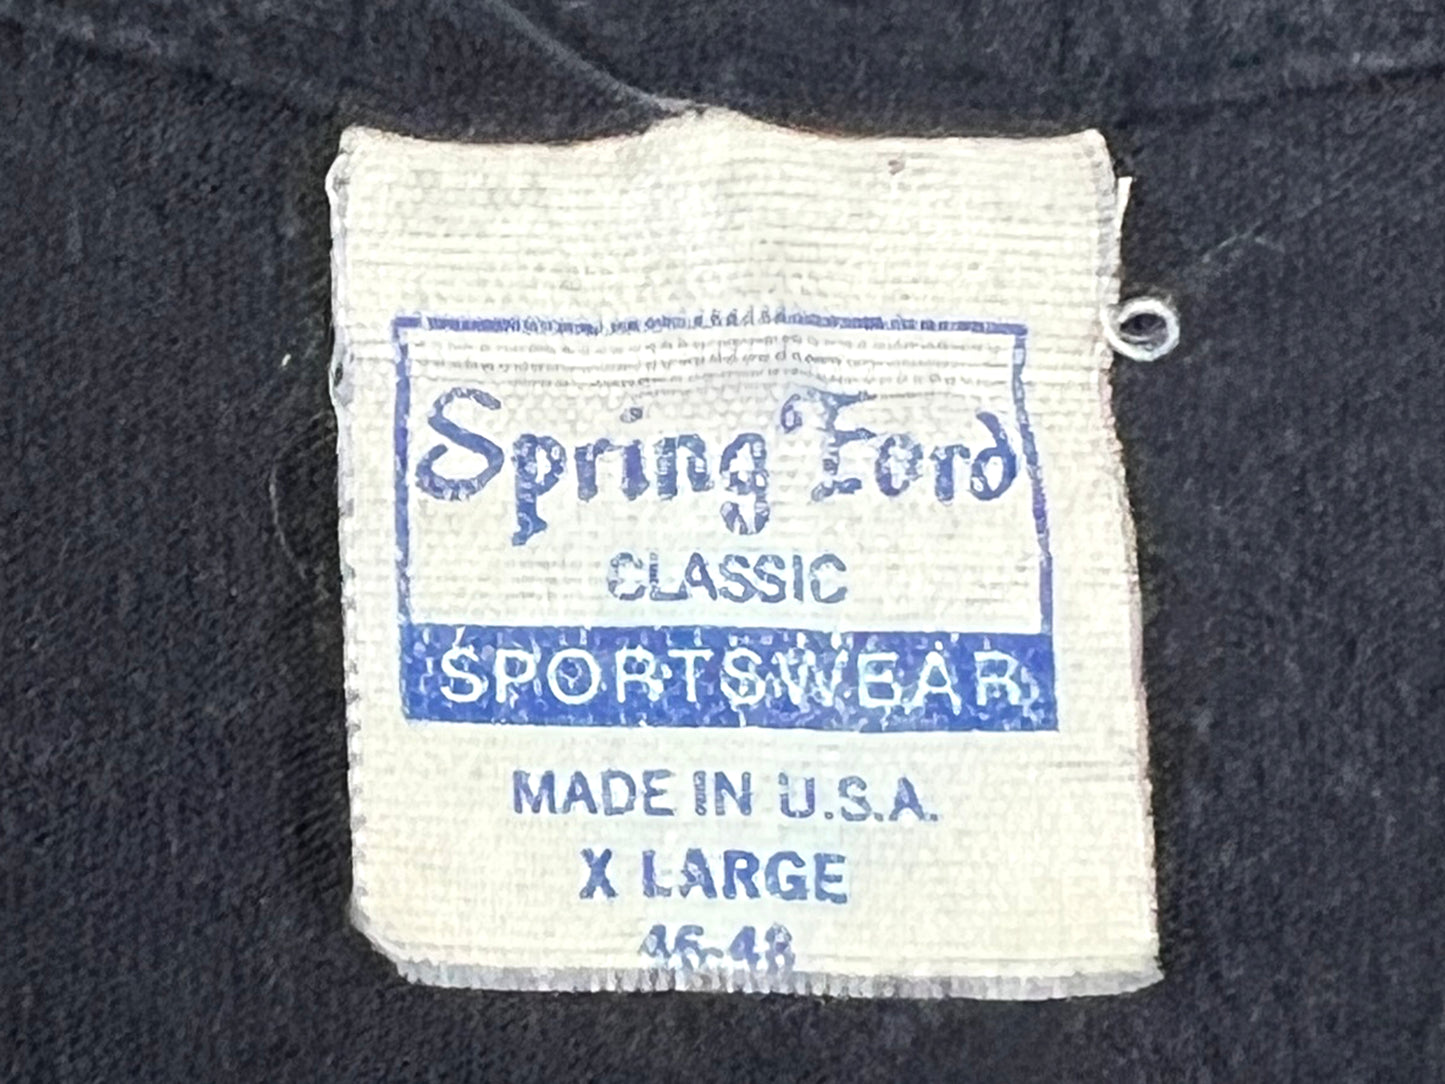 Spring Ford
CLASSIC
SPORTSWEAR
MADE IN U.S.A.
X LARGE
46-48